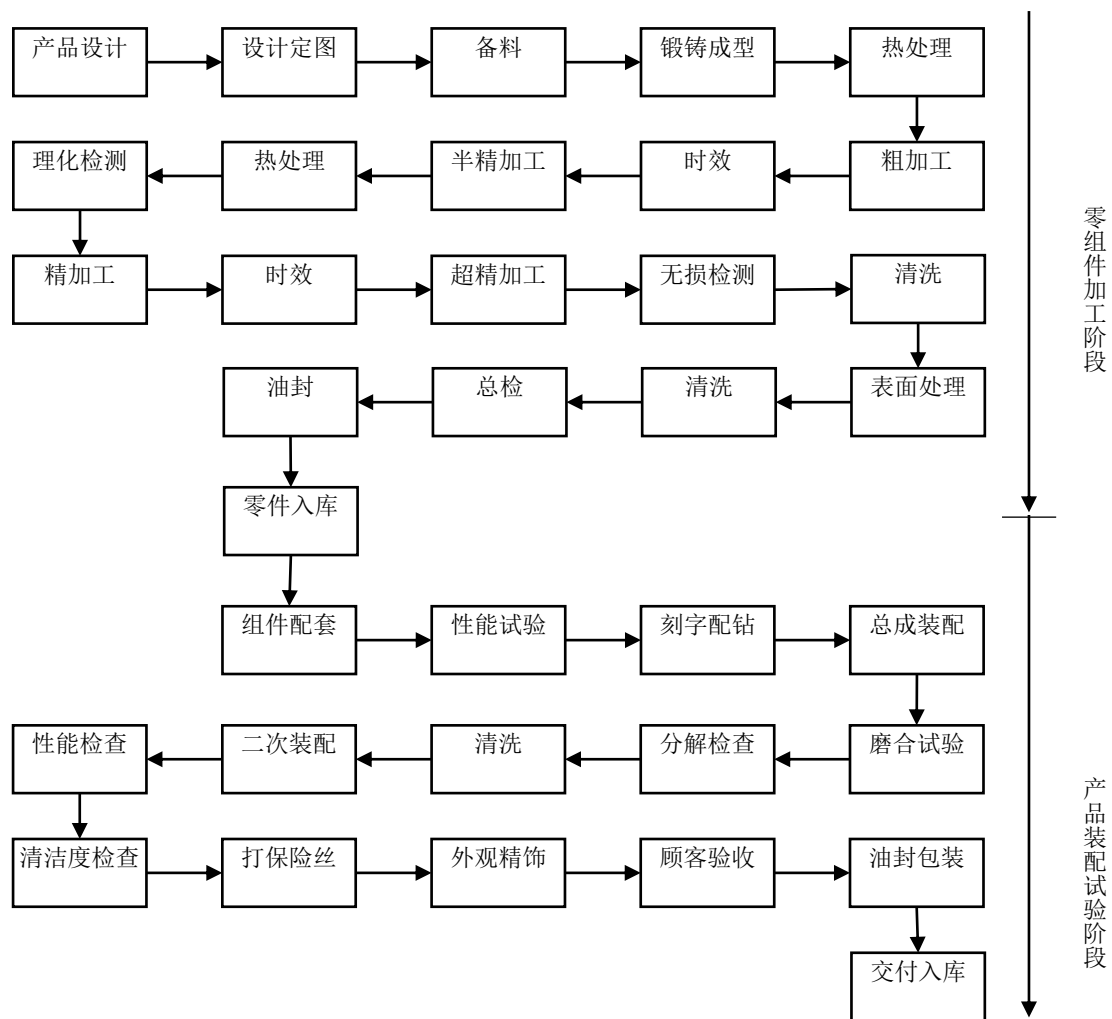 产品设计
设计定图
备料
锻铸成型
热处理
理化检测
热处理
半精加工
时效
粗加工
精加工
时效
超精加工
无损检测
清洗
油封
总检
清洗
表面处理
零件入库
零组件加工阶段
组件配套
性能试验
刻字配钻
总成装配
性能检查
二次装配
清洗
分解检查
磨合试验
清洁度检查
打保险丝
外观精饰
顾客验收
油封包装
交付入库
产品装配试验阶段